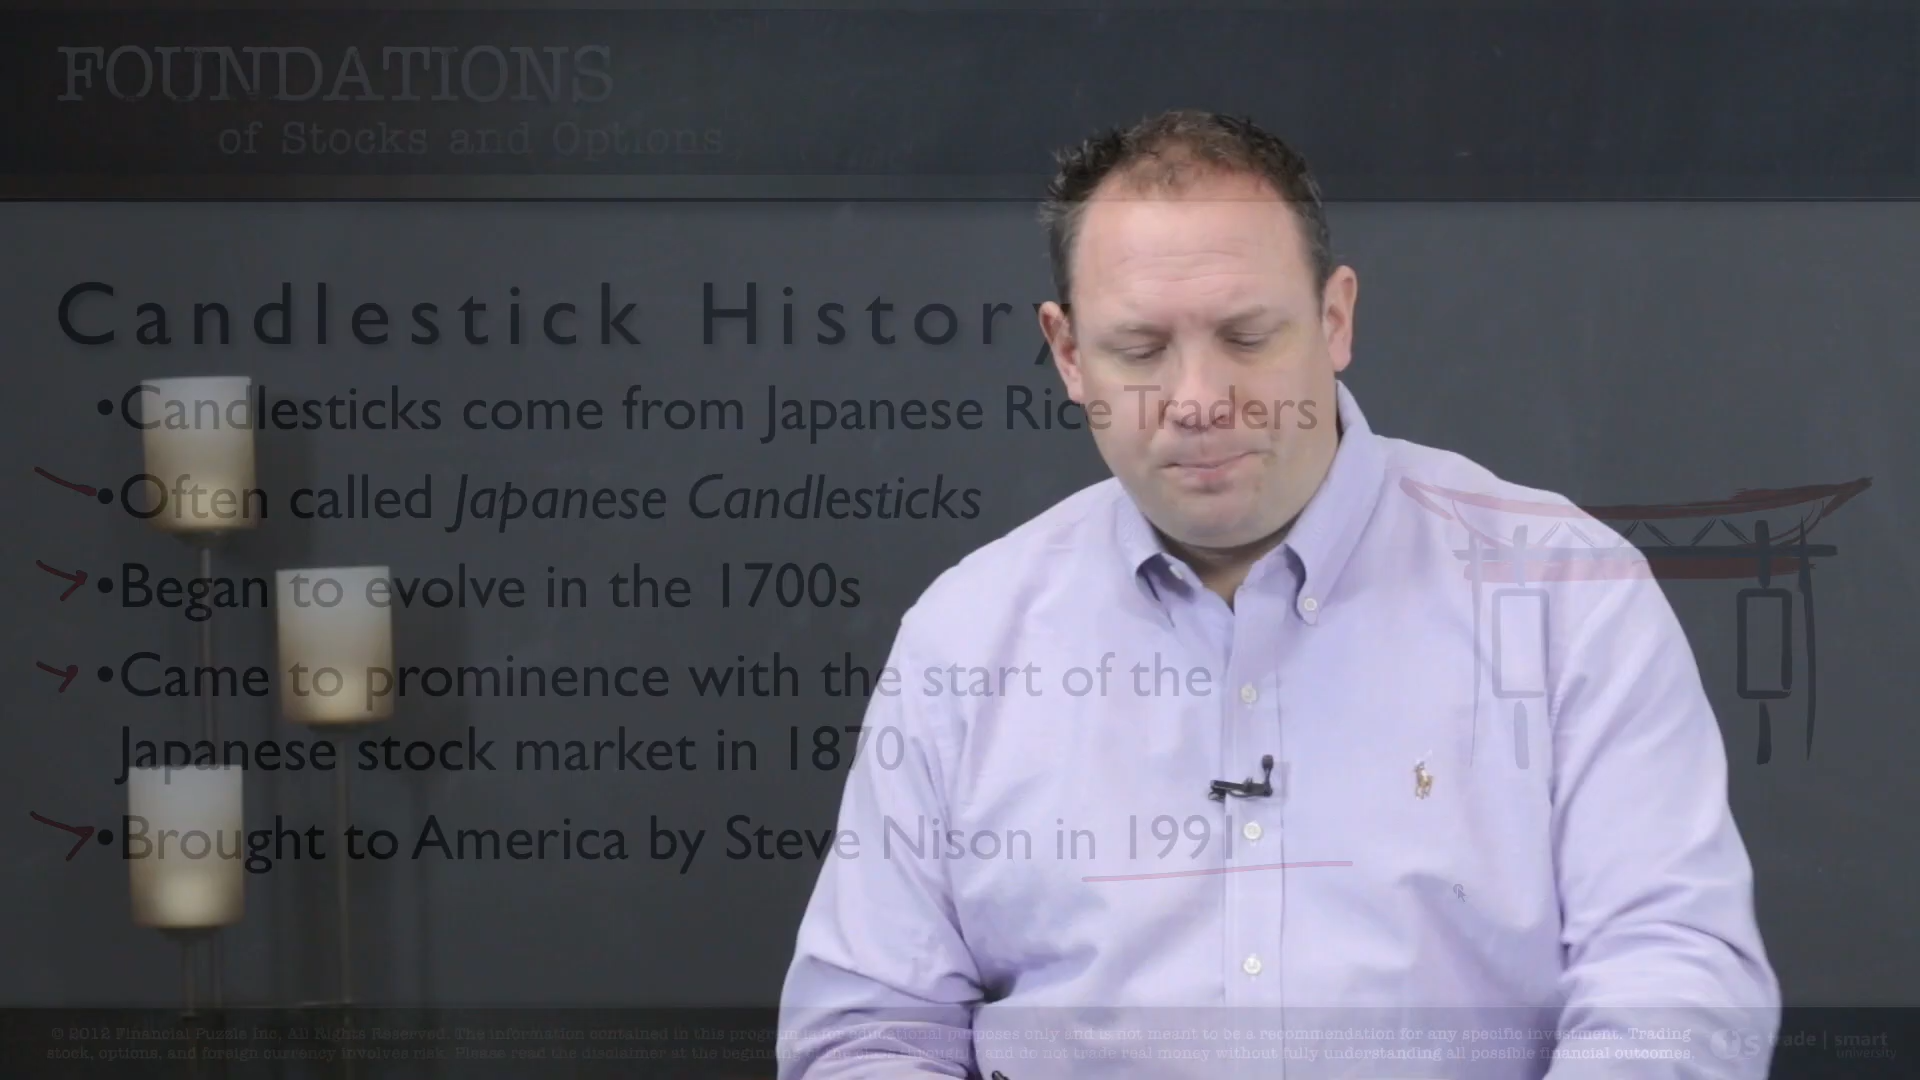 FOUNDATIONS
of Stocks and Options
Candlestick History
•Candlesticks come from Japanese Rice Traders
•Often called Japanese Candlesticks
•Began to evolve in the 1700s
•Came to prominence with the start of the
Japanese stock market in 1870
•Brought to America by Steve Nison in 1991
© 2012 Financial Puzzle Inc, All Rights Reserved. The information contained in this program is for educational purposes only and is not meant to be a recommendation for any specific investment. Trading
stock, options, and foreign currency involves risk. Please read the disclaimer at the beginning and do not trade real money without fully understanding all possible financial outcomes.
ts trade | smart
university